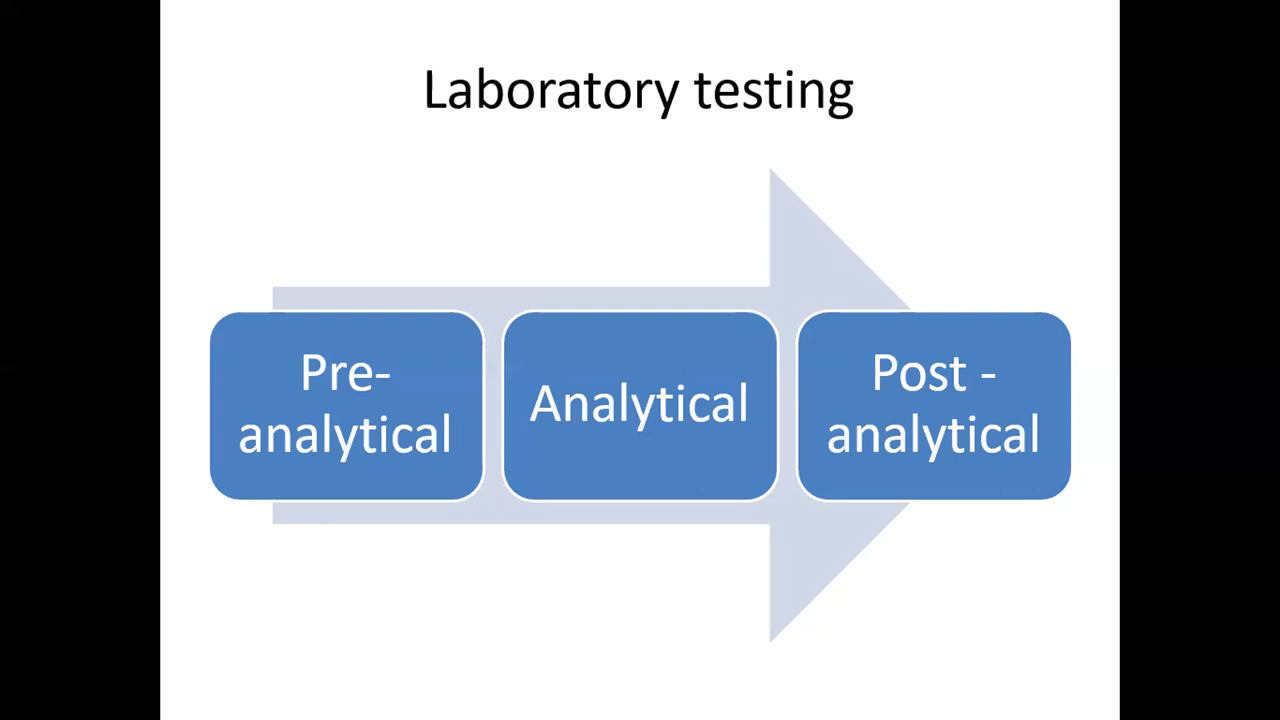 Laboratory testing
Pre-
analytical
Analytical
Post -
analytical